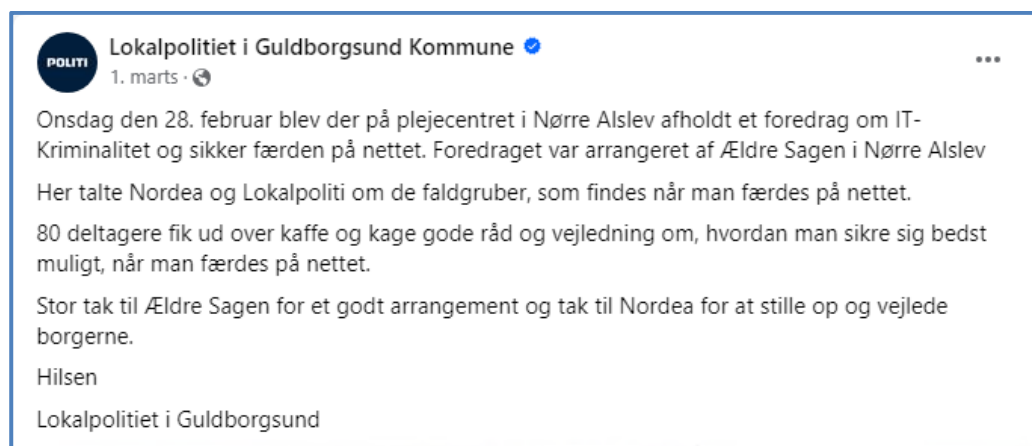 POLITI
Lokalpolitiet i Guldborgsund Kommune
1. marts ·
Onsdag den 28. februar blev der på plejecentret i Nørre Alslev afholdt et foredrag om IT-
Kriminalitet og sikker færden på nettet. Foredraget var arrangeret af Ældre Sagen i Nørre Alslev
Her talte Nordea og Lokalpoliti om de faldgruber, som findes når man færdes på nettet.
80 deltagere fik ud over kaffe og kage gode råd og vejledning om, hvordan man sikre sig bedst
muligt, når man færdes på nettet.
Stor tak til Ældre Sagen for et godt arrangement og tak til Nordea for at stille op og vejlede
borgerne.
Hilsen
Lokalpolitiet i Guldborgsund